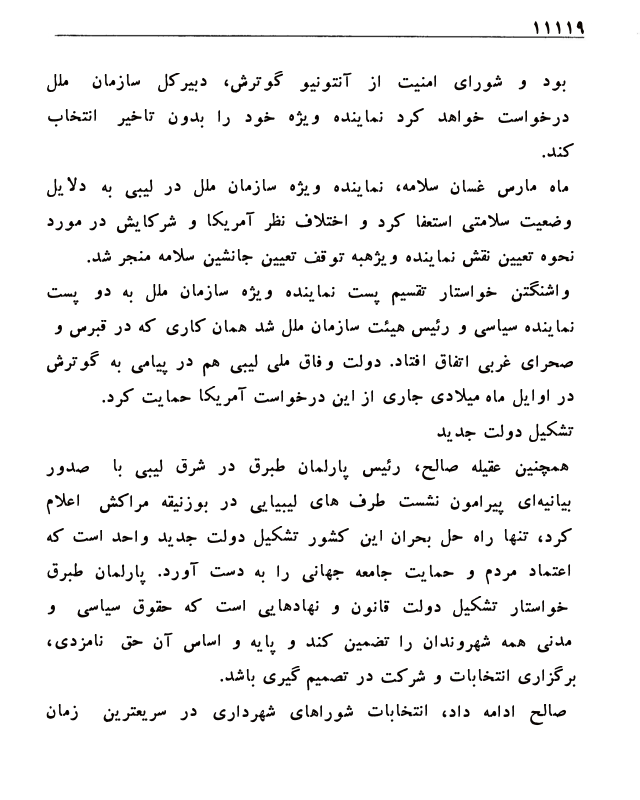 ۱۱۱۱۹
بود و شورای امنیت از آنتونیو گوترش، دبیرکل سازمان ملل
درخواست خواهد کرد نماینده ویژه خود را بدون تاخیر انتخاب
کند.
ماه مارس غسان سلامه، نماینده ویژه سازمان ملل در لیبی به دلایل
وضعیت سلامتی استعفا کرد و اختلاف نظر آمریکا و شرکایش در مورد
نحوه تعیین نقش نماینده ویژهبه توقف تعیین جانشین سلامه منجر شد.
واشنگتن خواستار تقسیم پست نماینده ویژه سازمان ملل به دو پست
نماینده سیاسی و رئیس هیئت سازمان ملل شد همان کاری که در قبرس و
صحرای غربی اتفاق افتاد. دولت وفاق ملی لیبی هم در پیامی به گوترش
در اوایل ماه میلادی جاری از این درخواست آمریکا حمایت کرد.
تشکیل دولت جدید
همچنین عقیله صالح، رئیس پارلمان طبرق در شرق لیبی با صدور
بیانیه‌ای پیرامون نشست طرف های لیبیایی در بوزنیقه مراکش اعلام
کرد، تنها راه حل بحران این کشور تشکیل دولت جدید واحد است که
اعتماد مردم و حمایت جامعه جهانی را به دست آورد. پارلمان طبرق
خواستار تشکیل دولت قانون و نهادهایی است که حقوق سیاسی و
مدنی همه شهروندان را تضمین کند و پایه و اساس آن حق نامزدی،
برگزاری انتخابات و شرکت در تصمیم گیری باشد.
صالح ادامه داد، انتخابات شوراهای شهرداری در سریعترین زمان